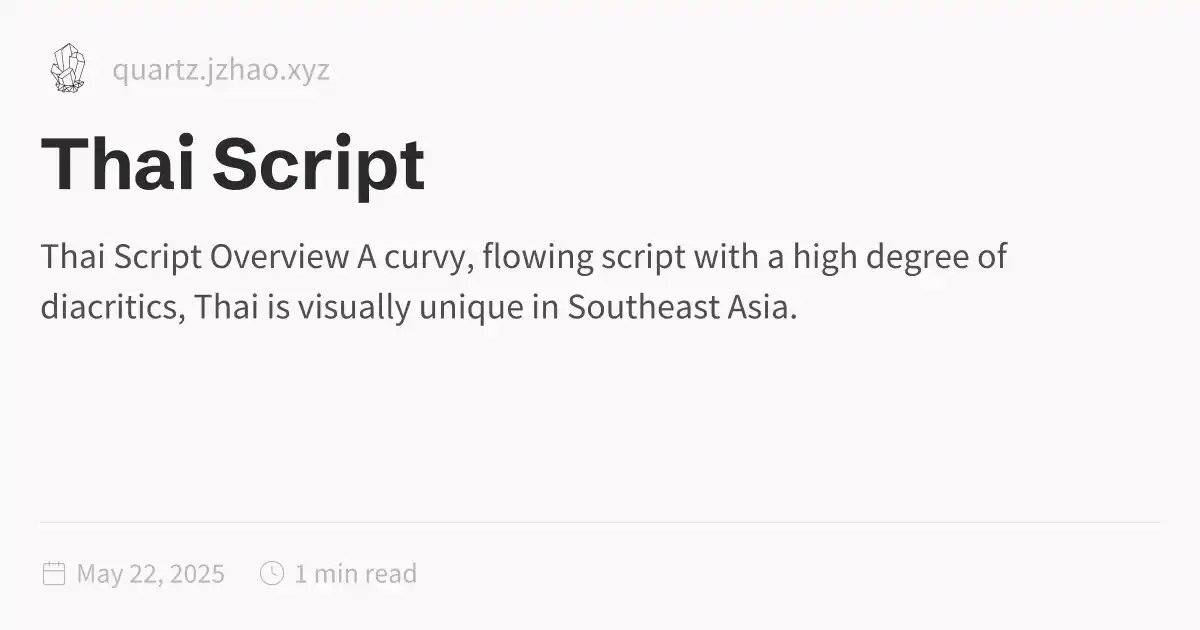 quartz.jzhao.xyz
Thai Script
Thai Script Overview A curvy, flowing script with a high degree of
diacritics, Thai is visually unique in Southeast Asia.
May 22, 2025 1 min read